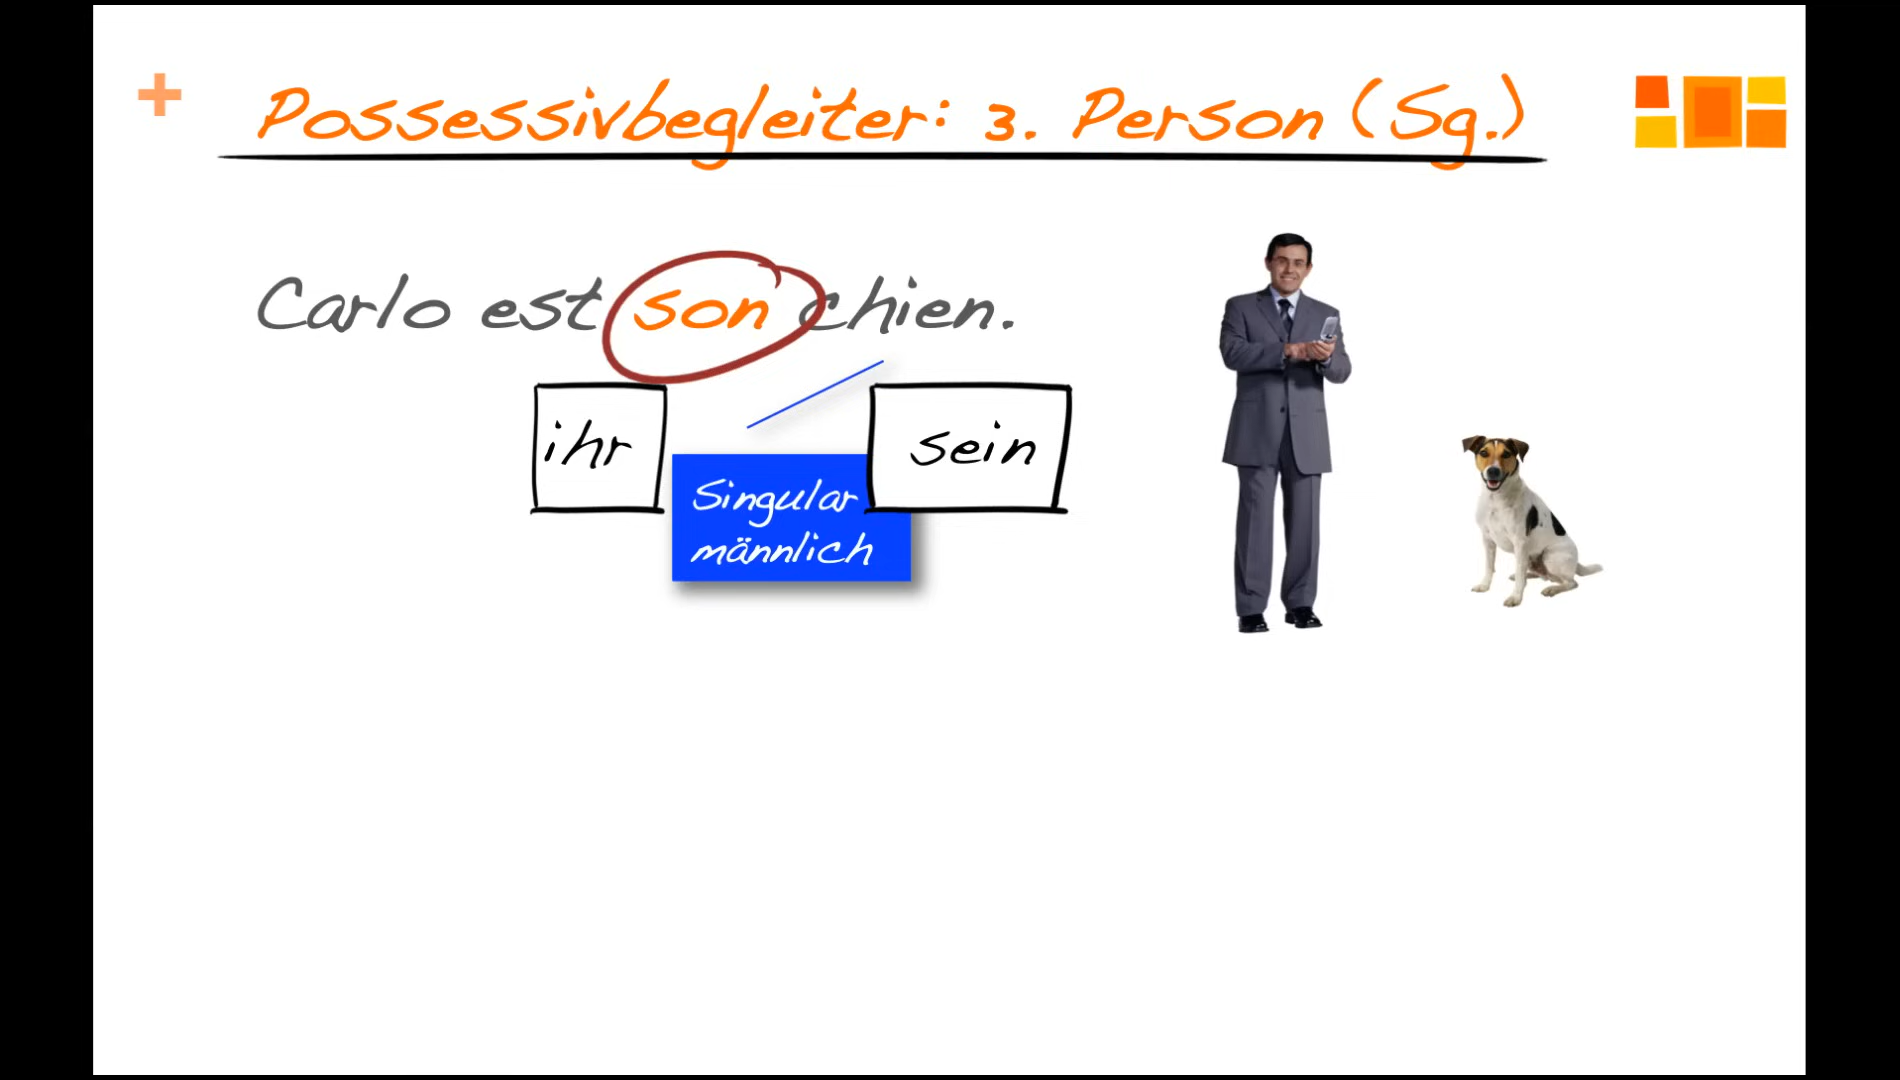 + Possessivbegleiter: 3. Person (Sg.)
Carlo est son chien.
ihr
sein
Singular
männlich